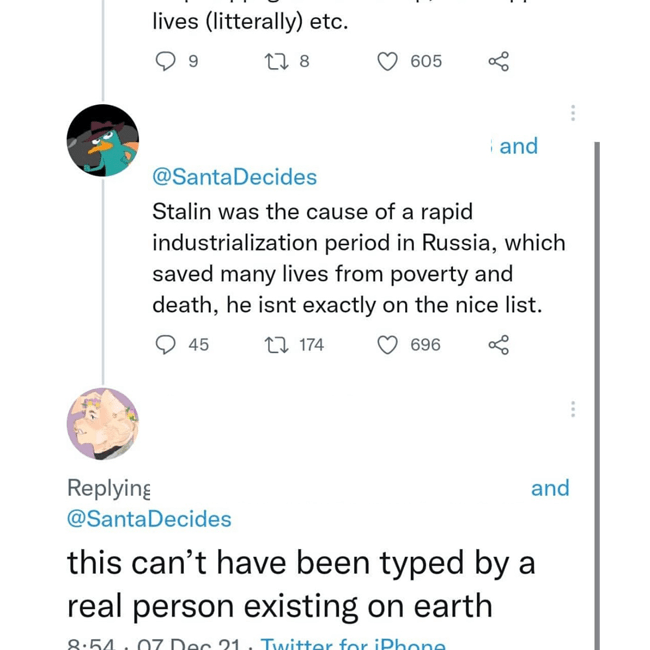 lives (litterally) etc.
9 8 605
and
@SantaDecides
Stalin was the cause of a rapid
industrialization period in Russia, which
saved many lives from poverty and
death, he isnt exactly on the nice list.
45 174 696
Replying and
@SantaDecides
this can’t have been typed by a
real person existing on earth
8:54 · 07 Dec 21 · Twitter for iPhone